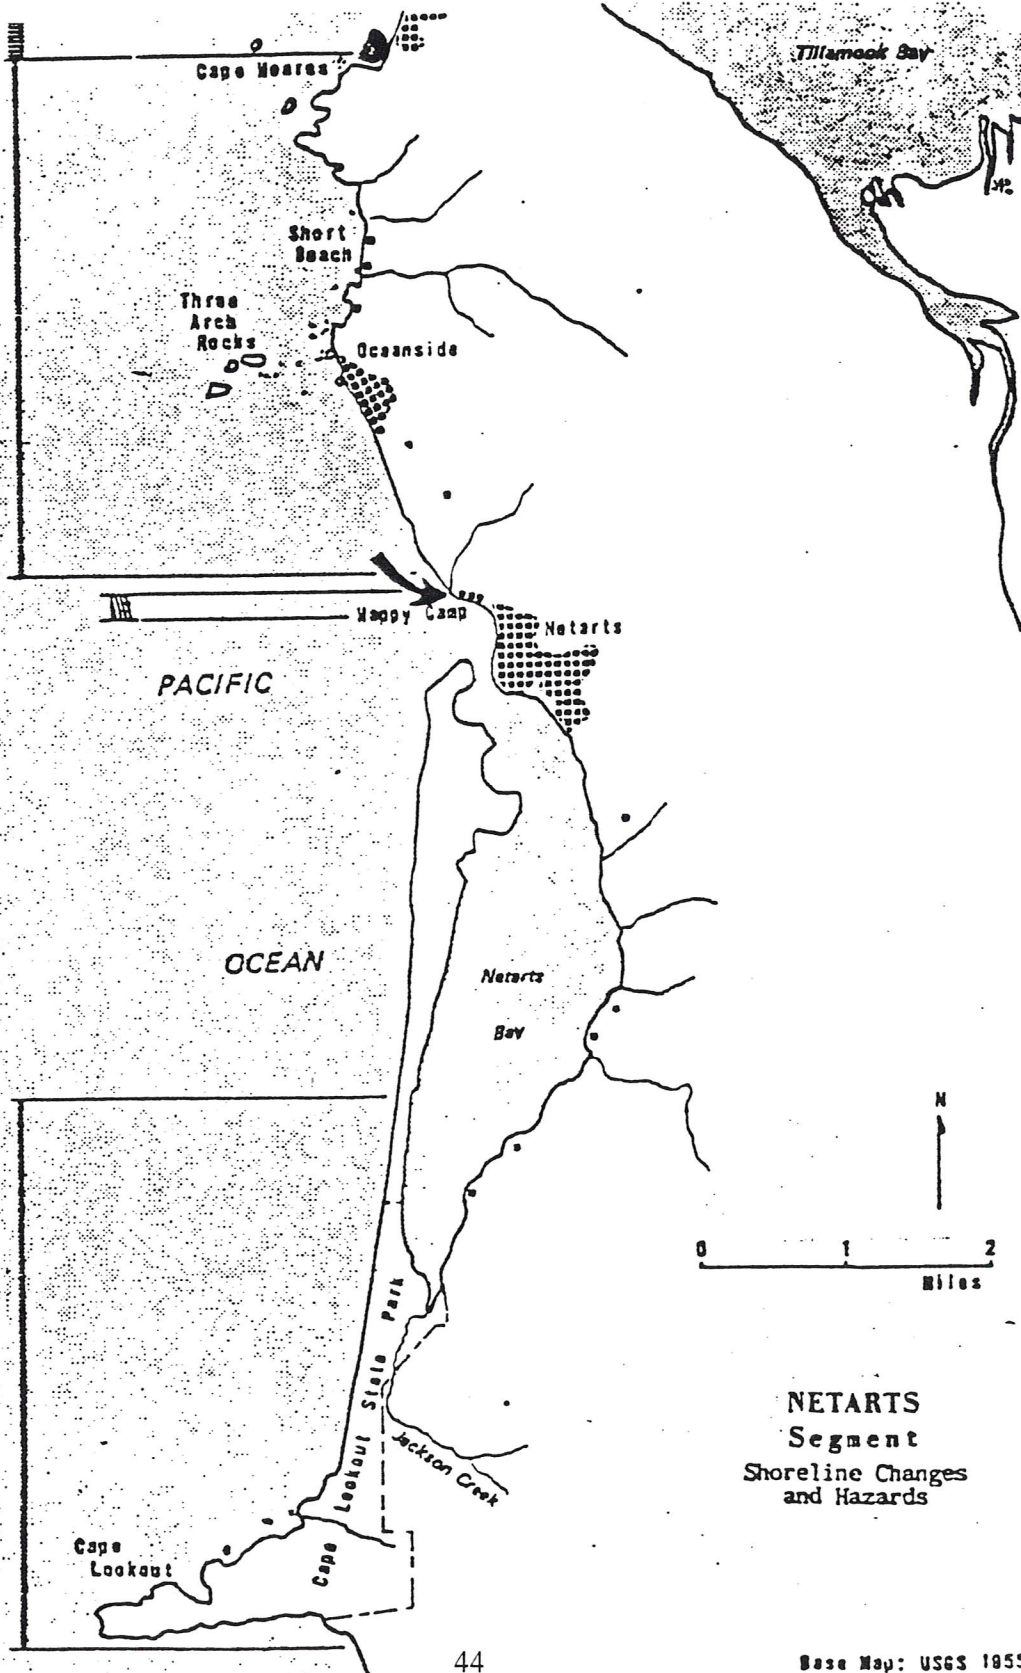 Tillamook Bay
Cape Meares
Short
Beach
Three
Arch
Rocks
Oceanside
Happy Camp
Netarts
PACIFIC
OCEAN
Netarts
Bay
N
0 1 2
Miles
Cape Lookout State Park
Jackson Creek
NETARTS
Segment
Shoreline Changes
and Hazards
Cape
Lookout
44
Base Map: USGS 1955